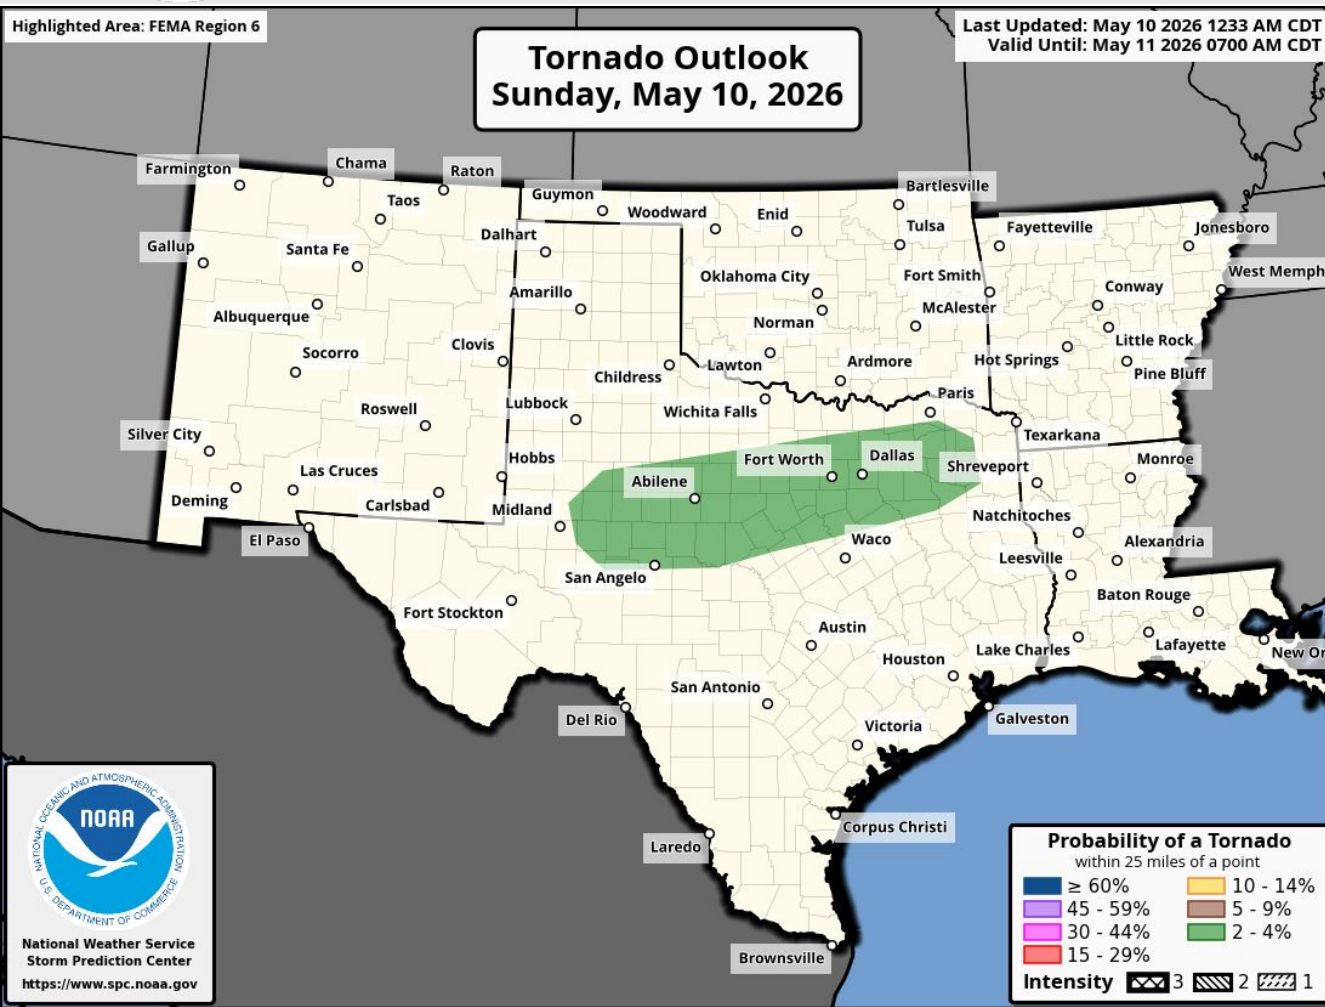 Highlighted Area: FEMA Region 6
Last Updated: May 10 2026 1233 AM CDT
Valid Until: May 11 2026 0700 AM CDT
Tornado Outlook
Sunday, May 10, 2026
Farmington
Chama
Raton
Taos
Guymon
Woodward
Enid
Bartlesville
Tulsa
Fayetteville
Jonesboro
Gallup
Santa Fe
Dalhart
Oklahoma City
Fort Smith
West Memph
Amarillo
Conway
Albuquerque
Norman
McAlester
Little Rock
Socorro
Clovis
Childress
Lawton
Ardmore
Hot Springs
Pine Bluff
Roswell
Lubbock
Wichita Falls
Paris
Texarkana
Silver City
Las Cruces
Hobbs
Fort Worth
Dallas
Shreveport
Monroe
Deming
Carlsbad
Midland
Abilene
Natchitoches
El Paso
San Angelo
Waco
Leesville
Alexandria
Fort Stockton
Baton Rouge
Austin
Houston
Lake Charles
Lafayette
New Or
San Antonio
Del Rio
Victoria
Galveston
Laredo
Corpus Christi
Brownsville
NATIONAL OCEANIC AND ATMOSPHERIC ADMINISTRATION
NOAA
U.S. DEPARTMENT OF COMMERCE
National Weather Service
Storm Prediction Center
https://www.spc.noaa.gov
Probability of a Tornado
within 25 miles of a point
≥ 60%
10 - 14%
45 - 59%
5 - 9%
30 - 44%
2 - 4%
15 - 29%
Intensity 3 2 1